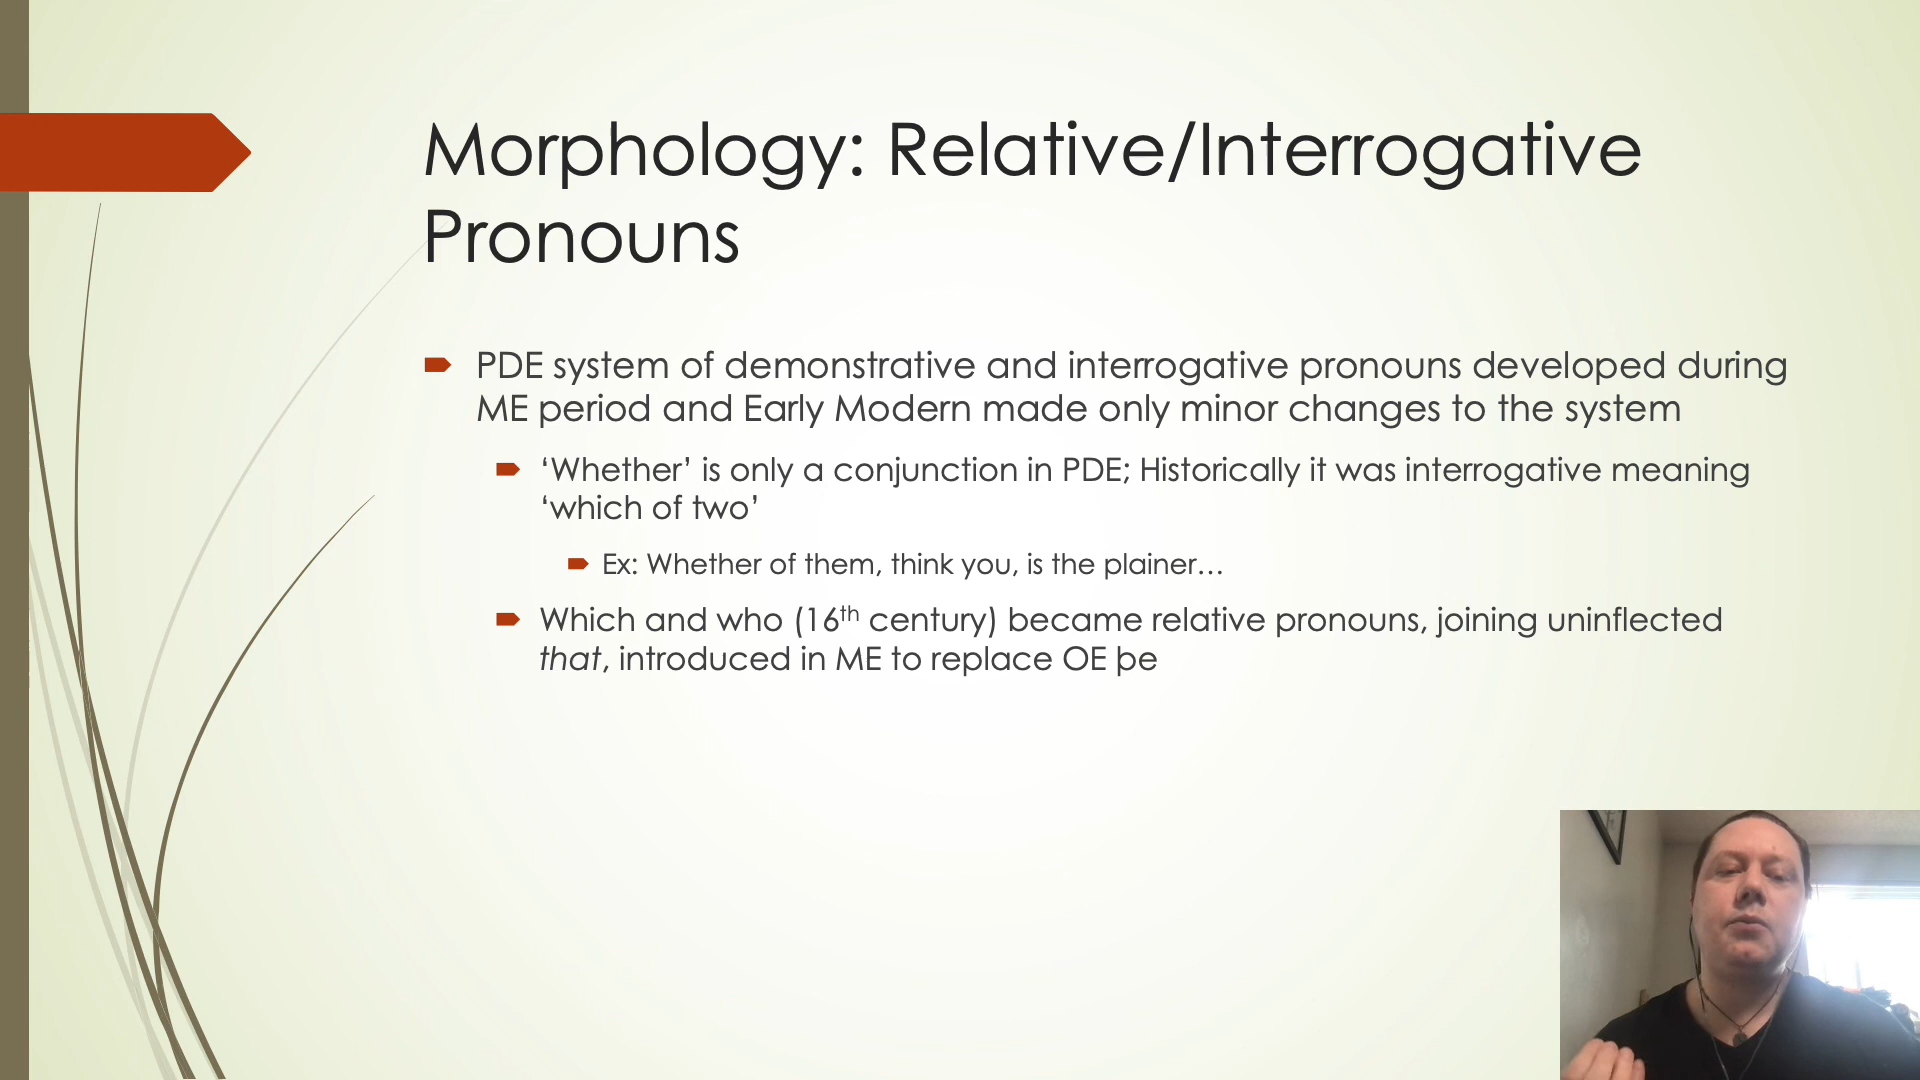 Morphology: Relative/Interrogative
Pronouns
PDE system of demonstrative and interrogative pronouns developed during
ME period and Early Modern made only minor changes to the system
‘Whether’ is only a conjunction in PDE; Historically it was interrogative meaning
‘which of two’
Ex: Whether of them, think you, is the plainer…
Which and who (16th century) became relative pronouns, joining uninflected
that, introduced in ME to replace OE þe